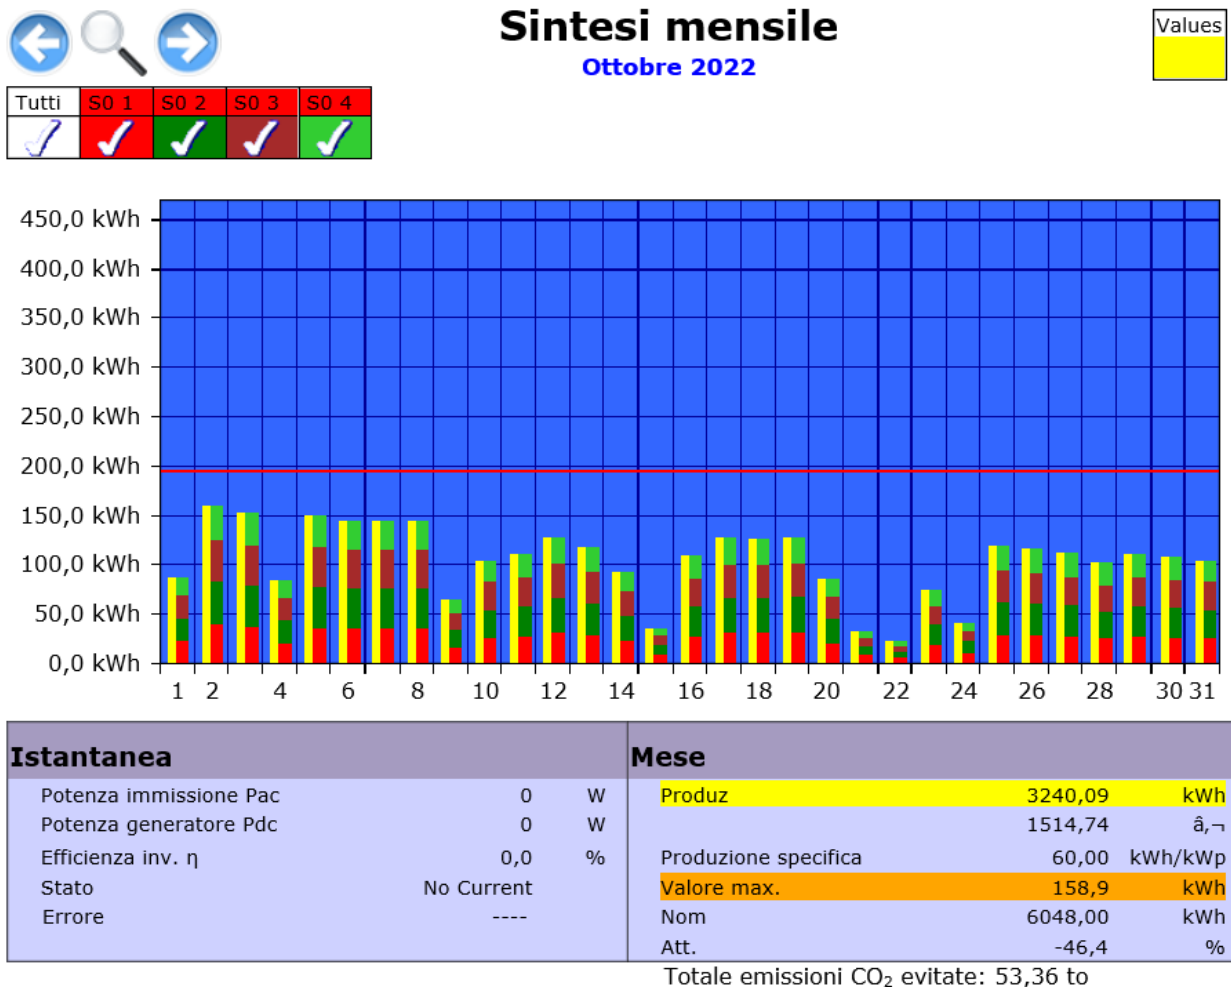 Sintesi mensile
Ottobre 2022
Values
Tutti S0 1 S0 2 S0 3 S0 4
450,0 kWh
400,0 kWh
350,0 kWh
300,0 kWh
250,0 kWh
200,0 kWh
150,0 kWh
100,0 kWh
50,0 kWh
0,0 kWh
1 2 4 6 8 10 12 14 16 18 20 22 24 26 28 30 31
Istantanea
Potenza immissione Pac 0 W
Potenza generatore Pdc 0 W
Efficienza inv. η 0,0 %
Stato No Current
Errore ----
Mese
Produz 3240,09 kWh
1514,74 â‚¬
Produzione specifica 60,00 kWh/kWp
Valore max. 158,9 kWh
Nom 6048,00 kWh
Att. -46,4 %
Totale emissioni CO₂ evitate: 53,36 to